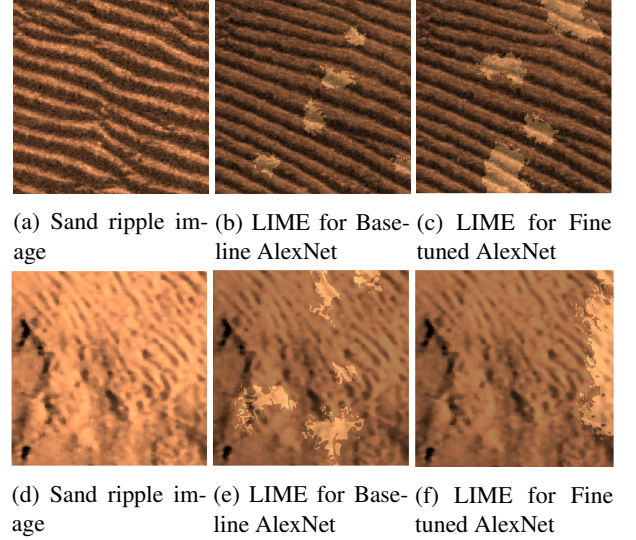 (a) Sand ripple im-
age
(b) LIME for Base-
line AlexNet
(c) LIME for Fine
tuned AlexNet
(d) Sand ripple im-
age
(e) LIME for Base-
line AlexNet
(f) LIME for Fine
tuned AlexNet